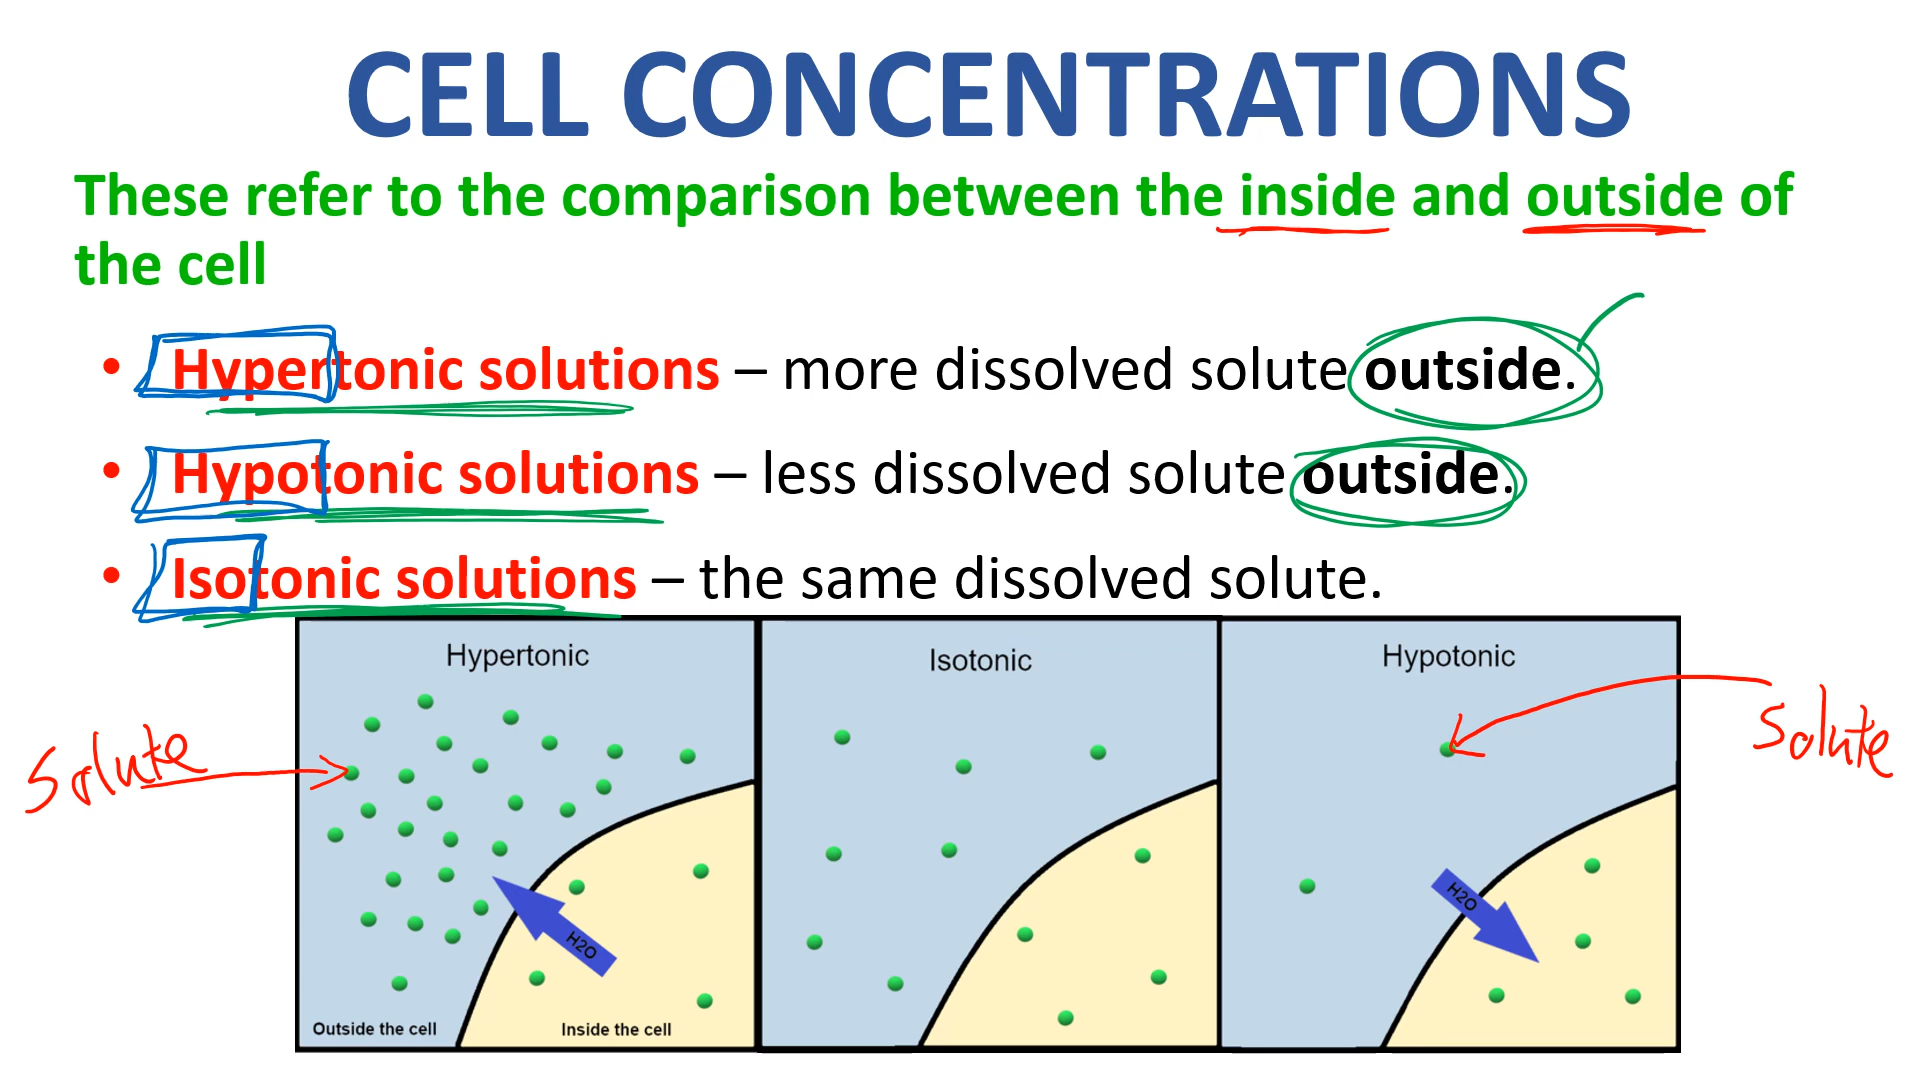 CELL CONCENTRATIONS
These refer to the comparison between the inside and outside of
the cell
• Hypertonic solutions – more dissolved solute outside.
• Hypotonic solutions – less dissolved solute outside.
• Isotonic solutions – the same dissolved solute.
Hypertonic
Isotonic
Hypotonic
Solute
Solute
H2O
H2O
Outside the cell
Inside the cell